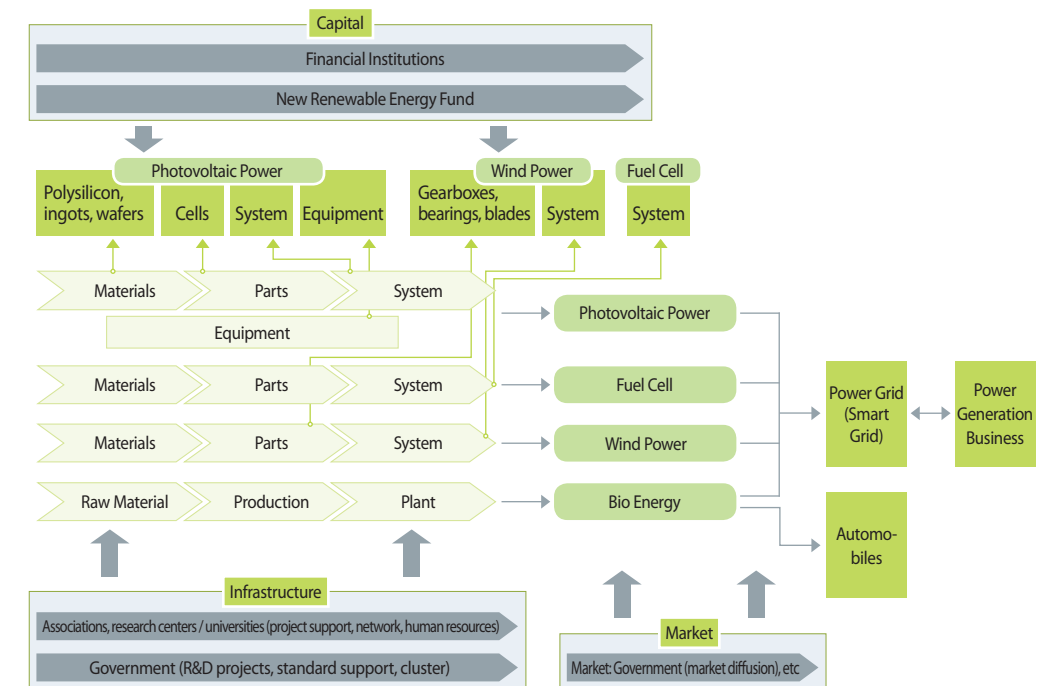 Capital
Financial Institutions
New Renewable Energy Fund
Photovoltaic Power
Wind Power
Fuel Cell
Polysilicon,
ingots, wafers
Cells
System
Equipment
Gearboxes,
bearings, blades
System
System
Materials
Parts
System
Equipment
Photovoltaic Power
Materials
Parts
System
Fuel Cell
Materials
Parts
System
Wind Power
Raw Material
Production
Plant
Bio Energy
Power Grid
(Smart
Grid)
Power
Generation
Business
Automo-
biles
Infrastructure
Associations, research centers / universities (project support, network, human resources)
Government (R&D projects, standard support, cluster)
Market
Market: Government (market diffusion), etc